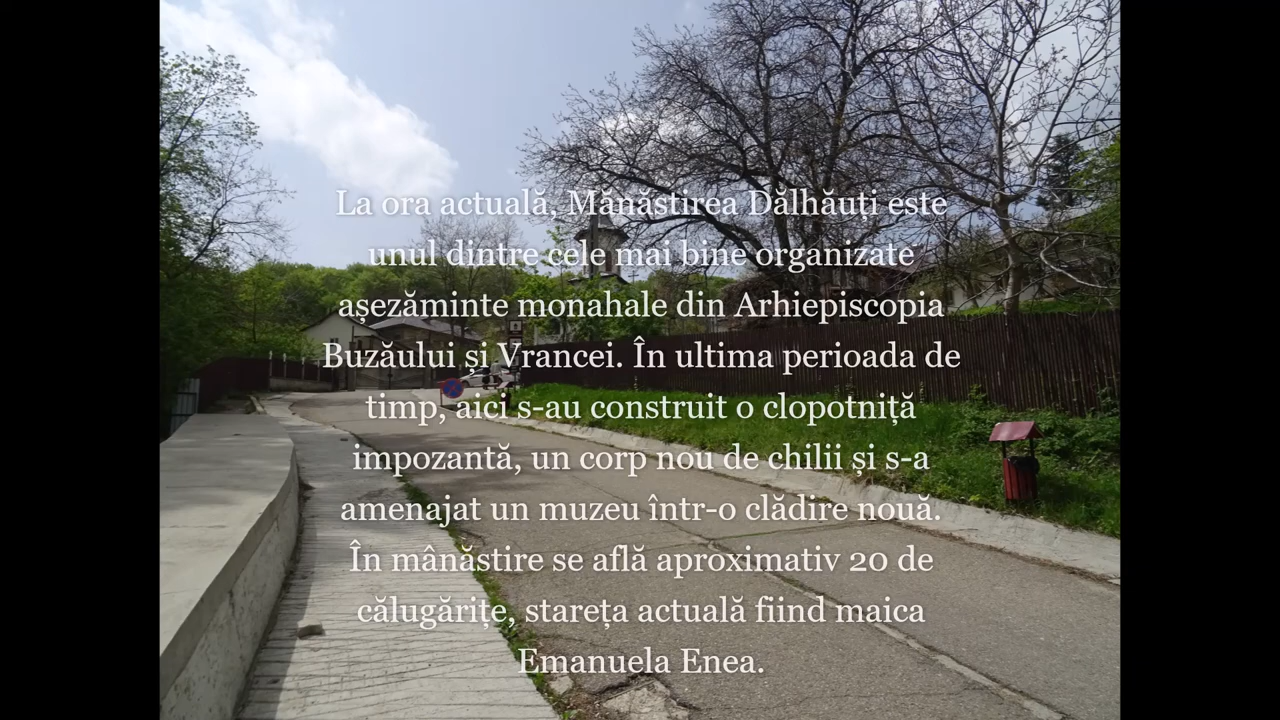 La ora actuală, Mănăstirea Dălhăuți este
unul dintre cele mai bine organizate
așezăminte monahale din Arhiepiscopia
Buzăului și Vrancei. În ultima perioada de
timp, aici s-au construit o clopotniță
impozantă, un corp nou de chilii și s-a
amenajat un muzeu într-o clădire nouă.
În mânăstire se află aproximativ 20 de
călugărițe, stareța actuală fiind maica
Emanuela Enea.